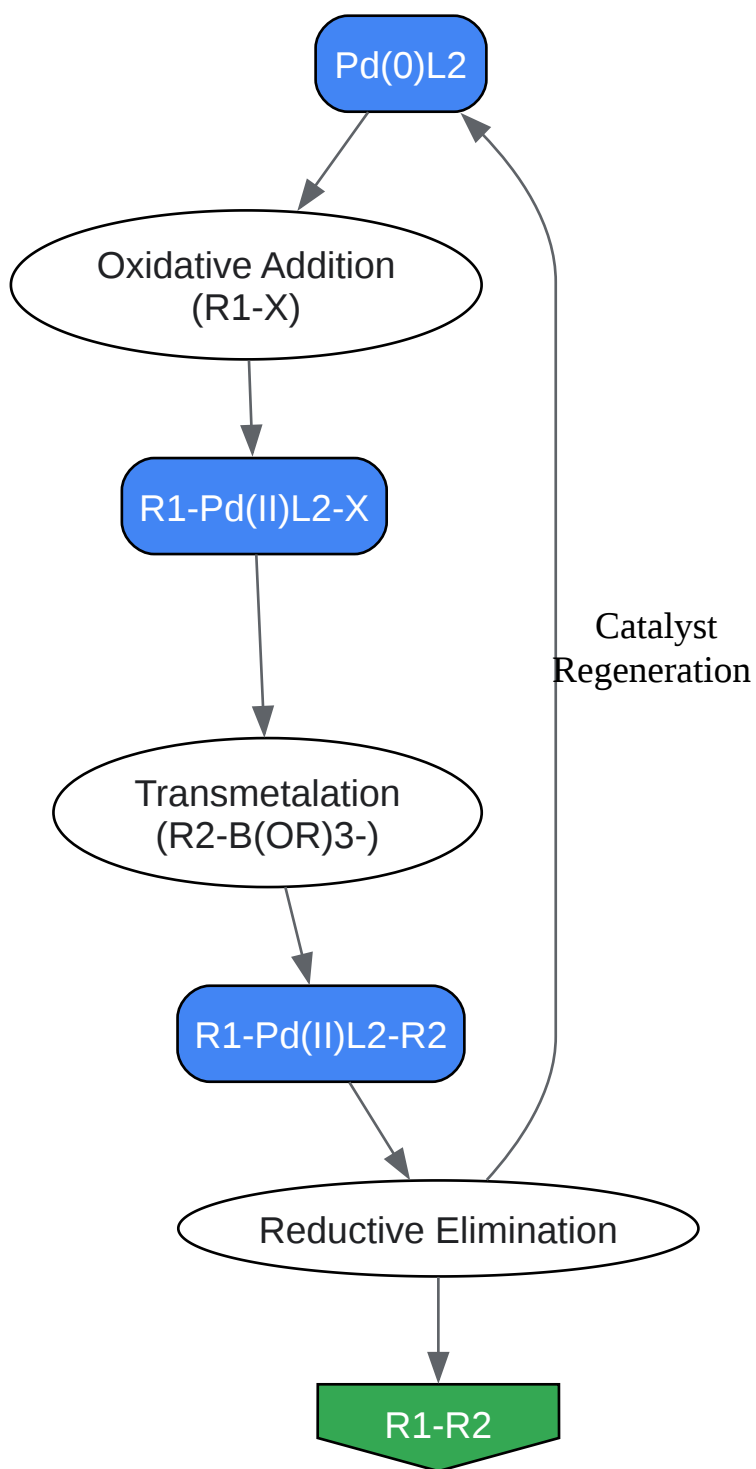 Pd(0)L2
Oxidative Addition
(R1-X)
R1-Pd(II)L2-X
Catalyst
Regeneration
Transmetalation
(R2-B(OR)3-)
R1-Pd(II)L2-R2
Reductive Elimination
R1-R2